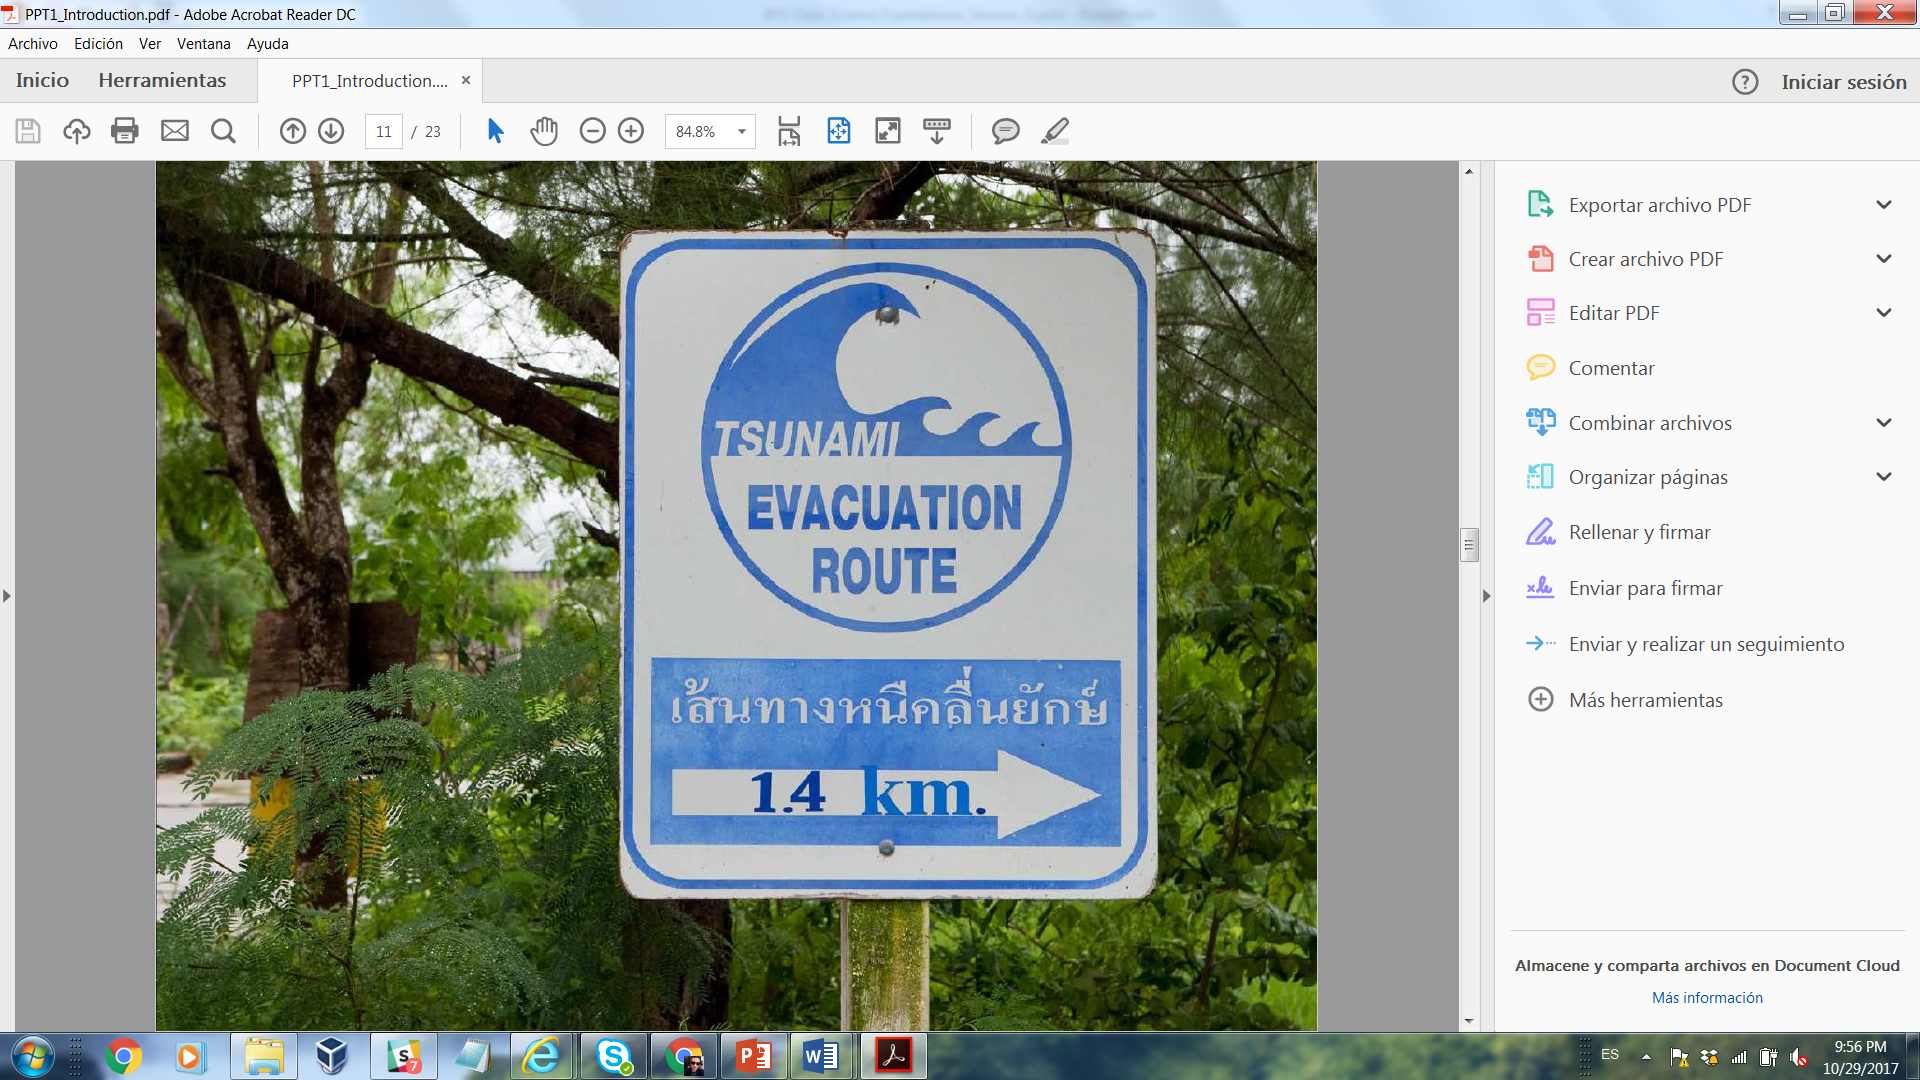 PPT1_Introduction.pdf - Adobe Acrobat Reader DC
Archivo Edición Ver Ventana Ayuda
Inicio Herramientas PPT1_Introduction.... × ? Iniciar sesión
11 / 23 84.8%
TSUNAMI
EVACUATION
ROUTE
เส้นทางหนีคลื่นยักษ์
1.4 km.
Exportar archivo PDF
Crear archivo PDF
Editar PDF
Comentar
Combinar archivos
Organizar páginas
Rellenar y firmar
Enviar para firmar
Enviar y realizar un seguimiento
Más herramientas
Almacene y comparta archivos en Document Cloud
Más información
7
ES
9:56 PM
10/29/2017